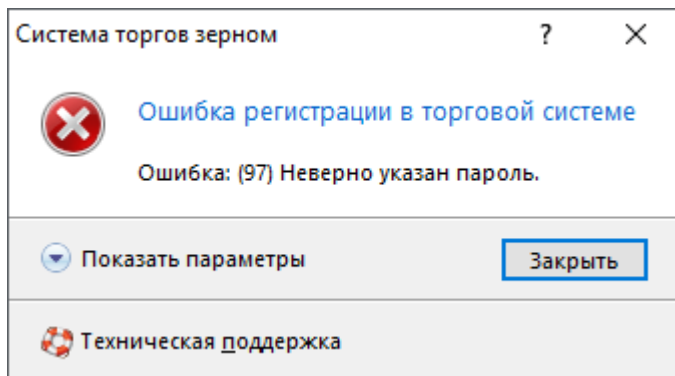 Система торгов зерном
Ошибка регистрации в торговой системе
Ошибка: (97) Неверно указан пароль.
Показать параметры
Закрыть
Техническая поддержка